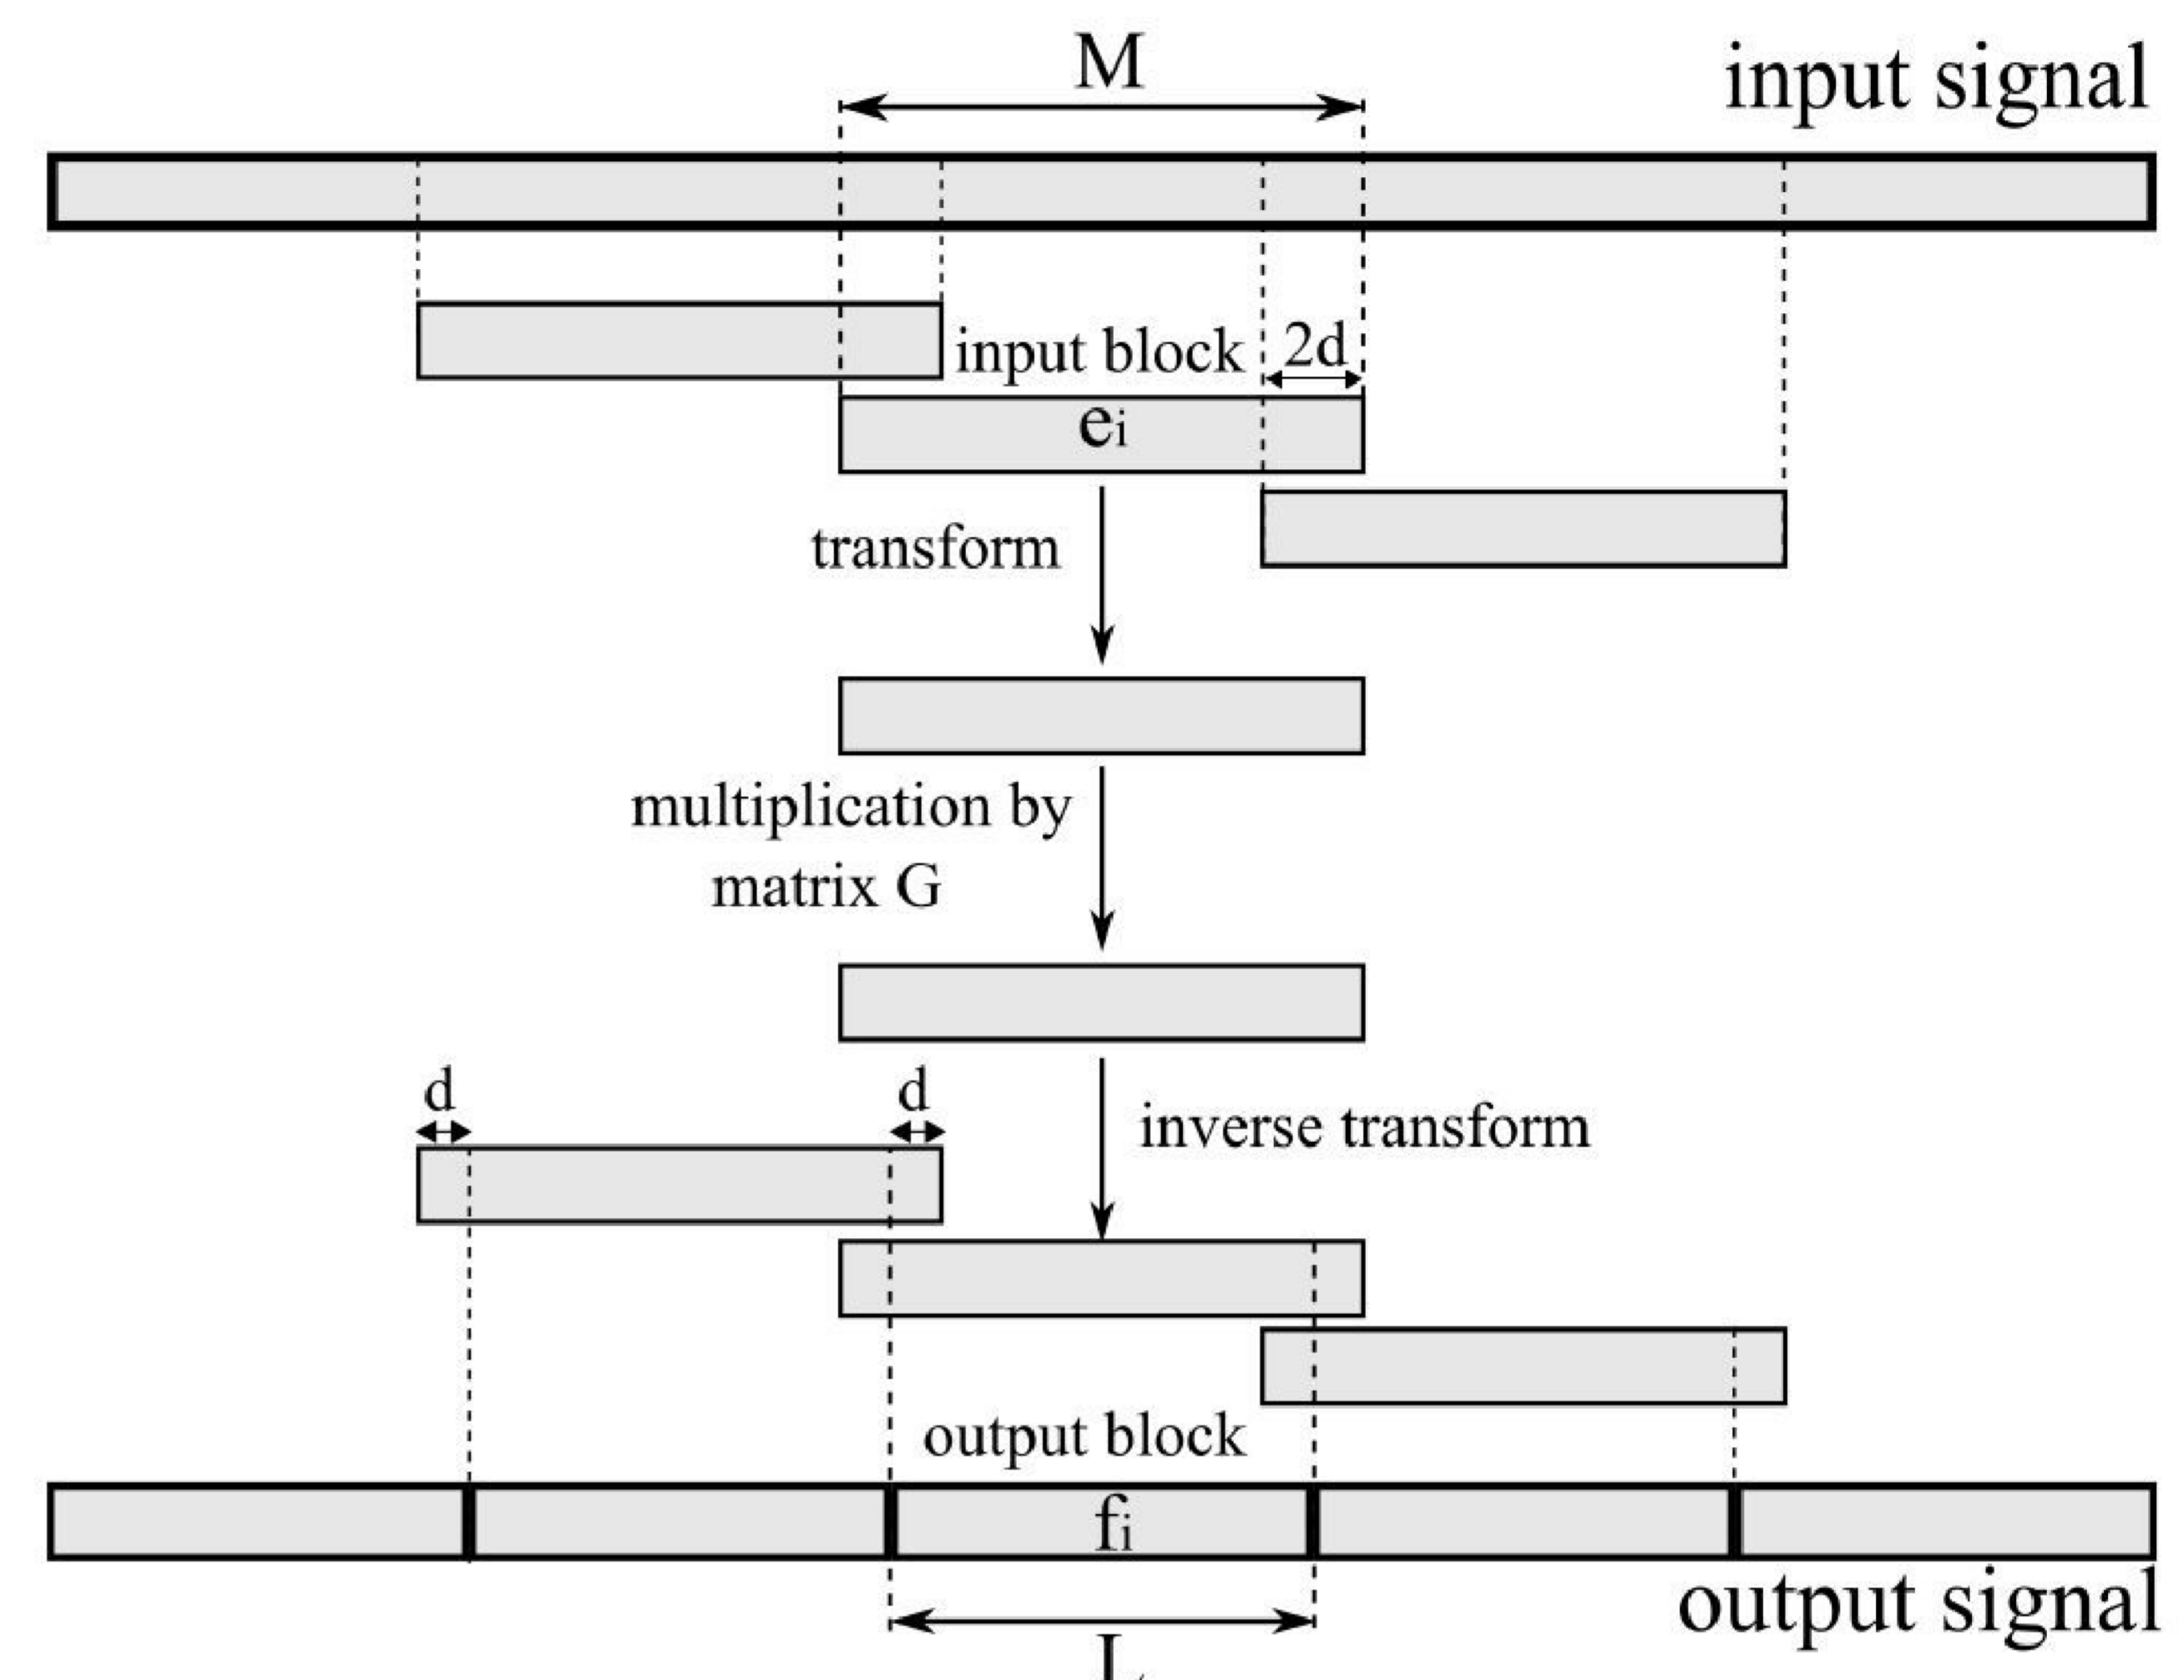 M
input signal
input block
2d
ei
transform
multiplication by
matrix G
d
d
inverse transform
output block
fi
output signal
L